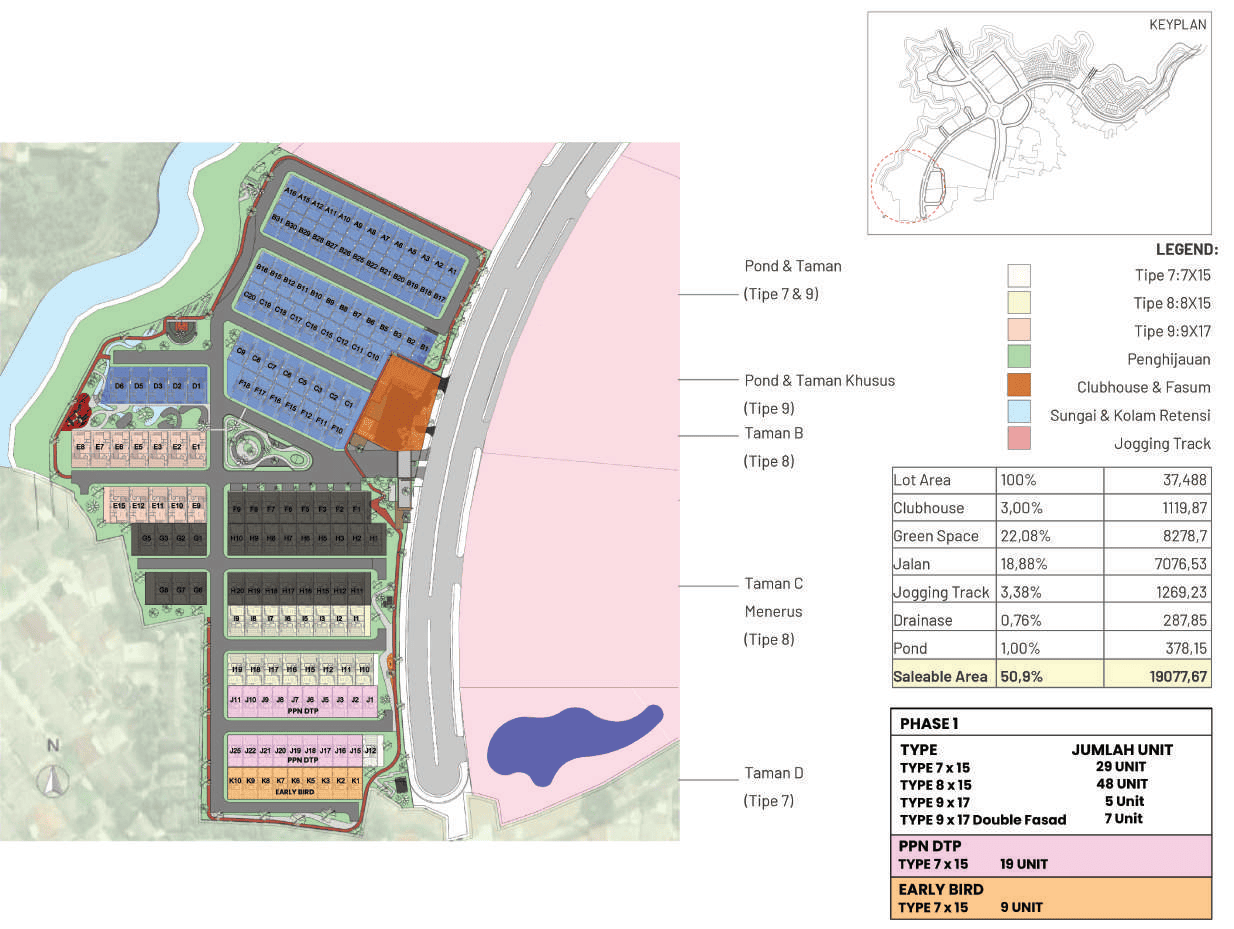 KEYPLAN
A16 A15 A12 A11 A10 A9 A8 A7 A6 A5 A3 A2 A1
B31 B30 B29 B28 B27 B26 B25 B22 B21 B20 B19 B18 B17
B16 B15 B12 B11 B10 B9 B8 B7 B6 B5 B3 B2 B1
C20 C19 C18 C17 C16 C15 C12 C11 C10
C9 C8 C7 C6 C5 C3 C2 C1
F18 F17 F16 F15 F12 F11 F10
D6 D5 D3 D2 D1
E8 E7 E6 E5 E3 E2 E1
E15 E12 E11 E10 E9
G5 G3 G2 G1
G8 G7 G6
F9 F8 F7 F6 F5 F3 F2 F1
H10 H9 H8 H7 H6 H5 H3 H2 H1
H20 H19 H18 H17 H16 H15 H12 H11
I9 I8 I7 I6 I5 I3 I2 I1
I19 I18 I17 I16 I15 I12 I11 I10
J11 J10 J9 J8 J7 J6 J5 J3 J2 J1
PPN DTP
J25 J22 J21 J20 J19 J18 J17 J16 J15 J12
PPN DTP
K10 K9 K8 K7 K6 K5 K3 K2 K1
EARLY BIRD
N
Pond & Taman
(Tipe 7 & 9)
Pond & Taman Khusus
(Tipe 9)
Taman B
(Tipe 8)
Taman C
Menerus
(Tipe 8)
Taman D
(Tipe 7)
LEGEND:
Tipe 7:7X15
Tipe 8:8X15
Tipe 9:9X17
Penghijauan
Clubhouse & Fasum
Sungai & Kolam Retensi
Jogging Track
Lot Area 100% 37,488
Clubhouse 3,00% 1119,87
Green Space 22,08% 8278,7
Jalan 18,88% 7076,53
Jogging Track 3,38% 1269,23
Drainase 0,76% 287,85
Pond 1,00% 378,15
Saleable Area 50,9% 19077,67
PHASE 1
TYPE JUMLAH UNIT
TYPE 7 x 15 29 UNIT
TYPE 8 x 15 48 UNIT
TYPE 9 x 17 5 Unit
TYPE 9 x 17 Double Fasad 7 Unit
PPN DTP
TYPE 7 x 15 19 UNIT
EARLY BIRD
TYPE 7 x 15 9 UNIT